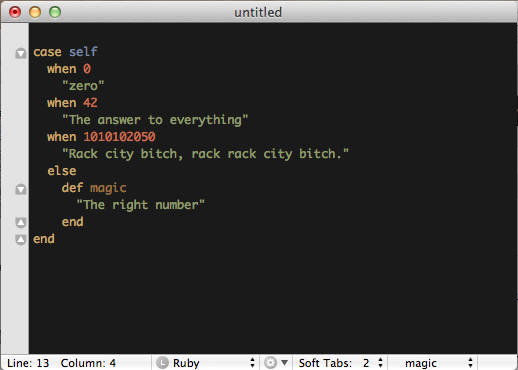 untitled
case self
  when 0
    "zero"
  when 42
    "The answer to everything"
  when 1010102050
    "Rack city bitch, rack rack city bitch."
  else
    def magic
      "The right number"
    end
end
Line: 13 Column: 4 L Ruby Soft Tabs: 2 magic